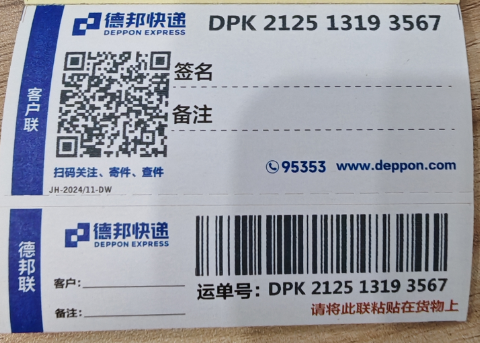 德邦快递
DEPPON EXPRESS
DPK 2125 1319 3567
客户联
签名
备注
扫码关注、寄件、查件
95353 www.deppon.com
JH-2024/11-DW
德邦联
德邦快递
DEPPON EXPRESS
客户：
运单号：DPK 2125 1319 3567
备注：
请将此联粘贴在货物上